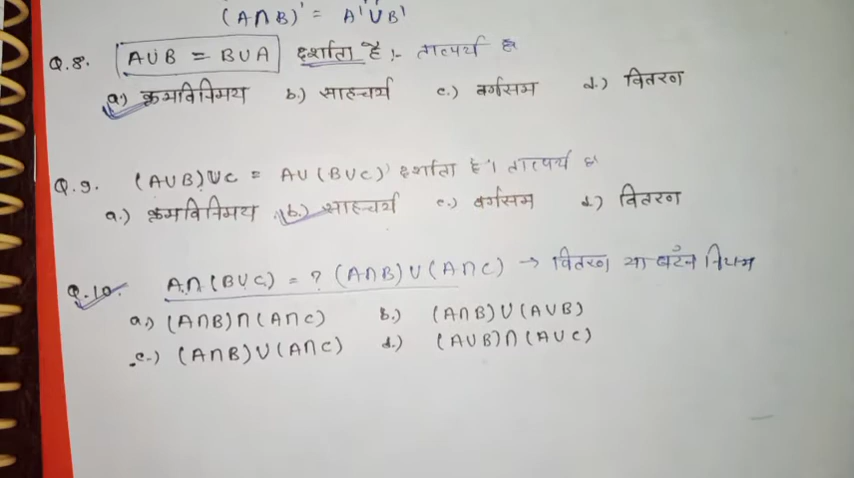 (A∩B)' = A'∪B'
Q.8. A∪B = B∪A दर्शाता है :- तात्पर्य है
a.) क्रमविनिमय b.) साहचर्य c.) वर्गसम d.) वितरण
Q.9. (A∪B)∪C = A∪(B∪C) दर्शाता है। तात्पर्य है
a.) क्रमविनिमय b.) साहचर्य c.) वर्गसम d.) वितरण
Q.10. A∩(B∪C) = ? (A∩B)∪(A∩C) → वितरण या बटंन नियम
a.) (A∩B)∩(A∩C) b.) (A∩B)∪(A∪B)
c.) (A∩B)∪(A∩C) d.) (A∪B)∩(A∪C)